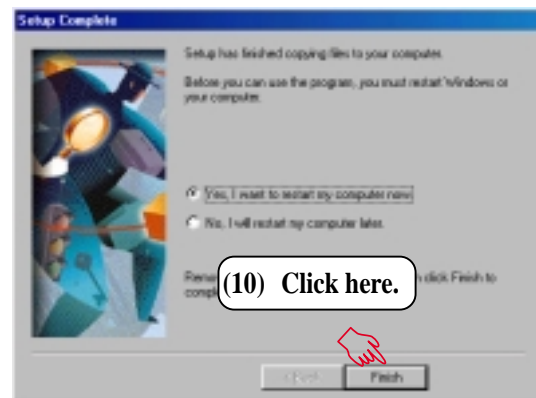 Setup Complete
Setup has finished copying files to your computer.
Before you can use the program, you must restart Windows or
your computer.
Yes, I want to restart my computer now.
No, I will restart my computer later.
(10) Click here.
click Finish to
Finish